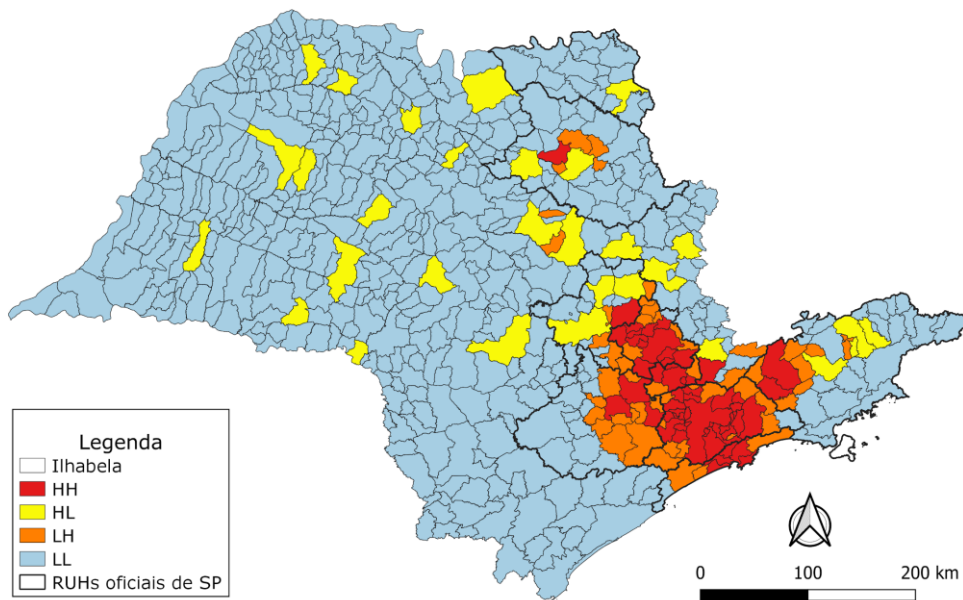 Legenda
Ilhabela
HH
HL
LH
LL
RUHs oficiais de SP
0 100 200 km